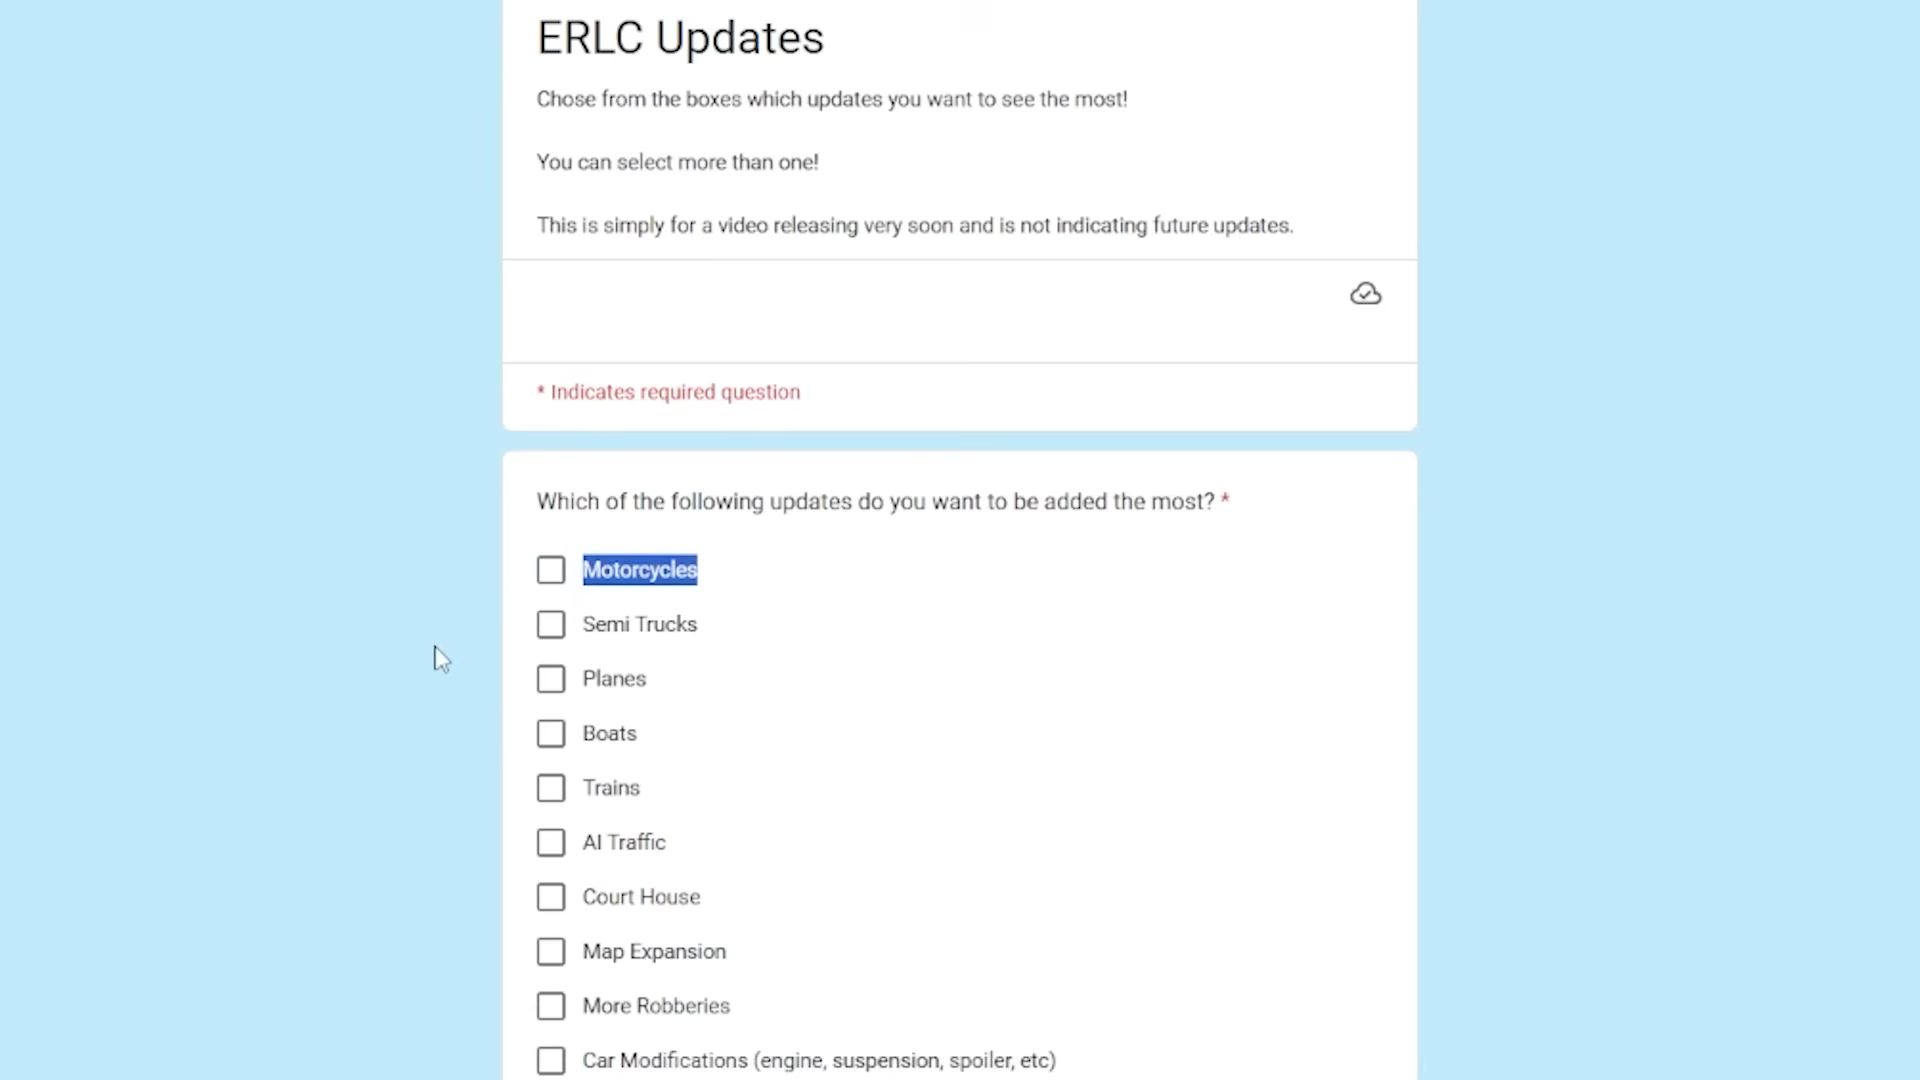 ERLC Updates
Chose from the boxes which updates you want to see the most!
You can select more than one!
This is simply for a video releasing very soon and is not indicating future updates.
* Indicates required question
Which of the following updates do you want to be added the most? *
Motorcycles
Semi Trucks
Planes
Boats
Trains
AI Traffic
Court House
Map Expansion
More Robberies
Car Modifications (engine, suspension, spoiler, etc)